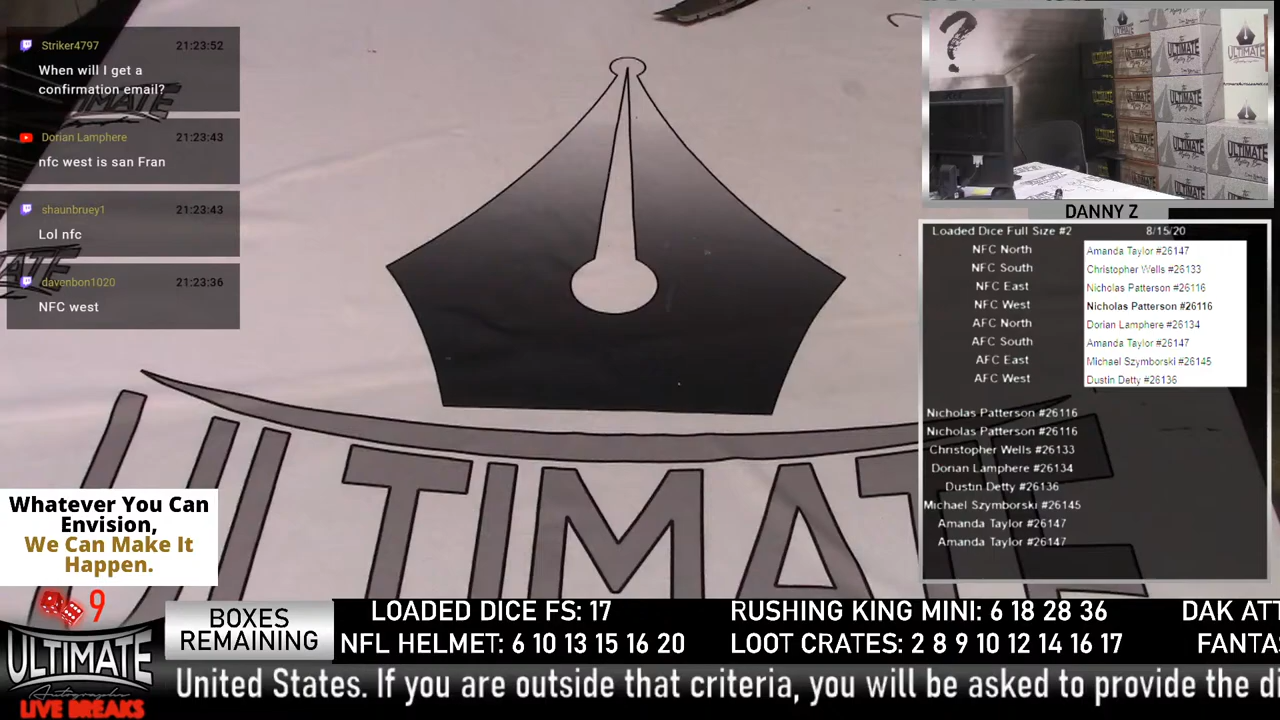 Striker4797 21:23:52
When will I get a
confirmation email?
Dorian Lamphere 21:23:43
nfc west is san Fran
shaunbruey1 21:23:43
Lol nfc
davenbon1020 21:23:36
NFC west
ULTIMATE
?
DANNY Z
Loaded Dice Full Size #2 8/15/20
NFC North Amanda Taylor #26147
NFC South Christopher Wells #26133
NFC East Nicholas Patterson #26116
NFC West Nicholas Patterson #26116
AFC North Dorian Lamphere #26134
AFC South Amanda Taylor #26147
AFC East Michael Szymborski #26145
AFC West Dustin Detty #26136
Nicholas Patterson #26116
Nicholas Patterson #26116
Christopher Wells #26133
Dorian Lamphere #26134
Dustin Detty #26136
Michael Szymborski #26145
Amanda Taylor #26147
Amanda Taylor #26147
Whatever You Can
Envision,
We Can Make It
Happen.
9
ULTIMATE
Autographs
LIVE BREAKS
BOXES
REMAINING
LOADED DICE FS: 17 RUSHING KING MINI: 6 18 28 36 DAK ATT
NFL HELMET: 6 10 13 15 16 20 LOOT CRATES: 2 8 9 10 12 14 16 17 FANTA
United States. If you are outside that criteria, you will be asked to provide the